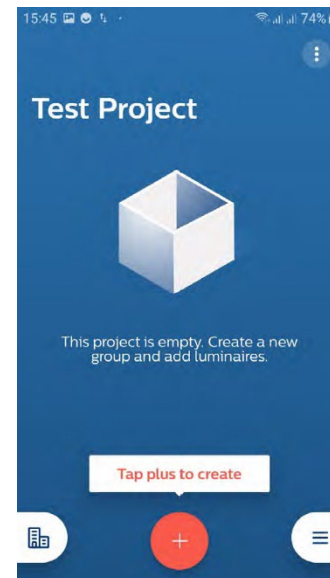 15:45
74%
Test Project
This project is empty. Create a new
group and add luminaires.
Tap plus to create